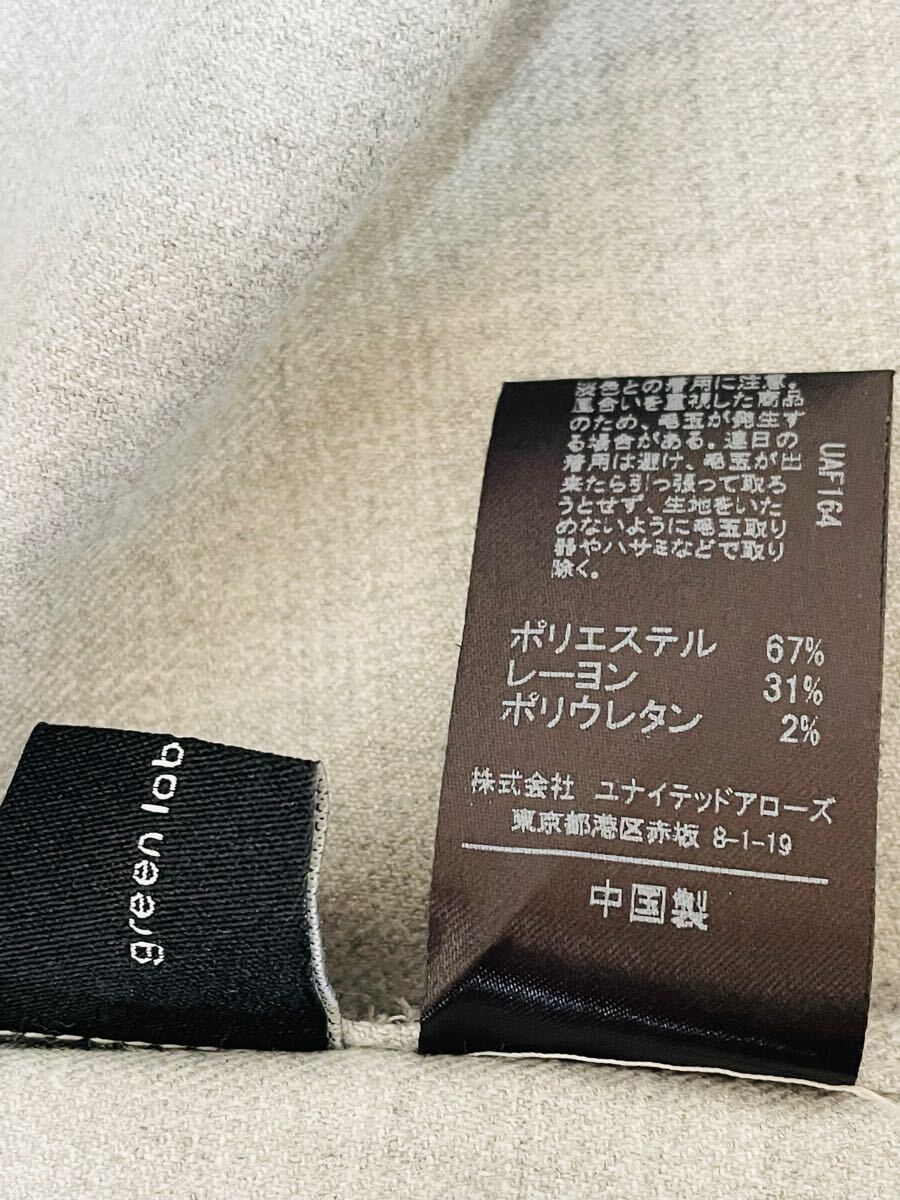 淡色との着用に注意。
風合いを重視した商品
のため、毛玉が発生す
る場合がある。連日の
着用は避け、毛玉が出
来たら引っ張って取ろ
うとせず、生地をいた
めないように毛玉取り
器やハサミなどで取り
除く。
UAF164
ポリエステル 67%
レーヨン 31%
ポリウレタン 2%
株式会社 ユナイテッドアローズ
東京都港区赤坂 8-1-19
中国製
green lab